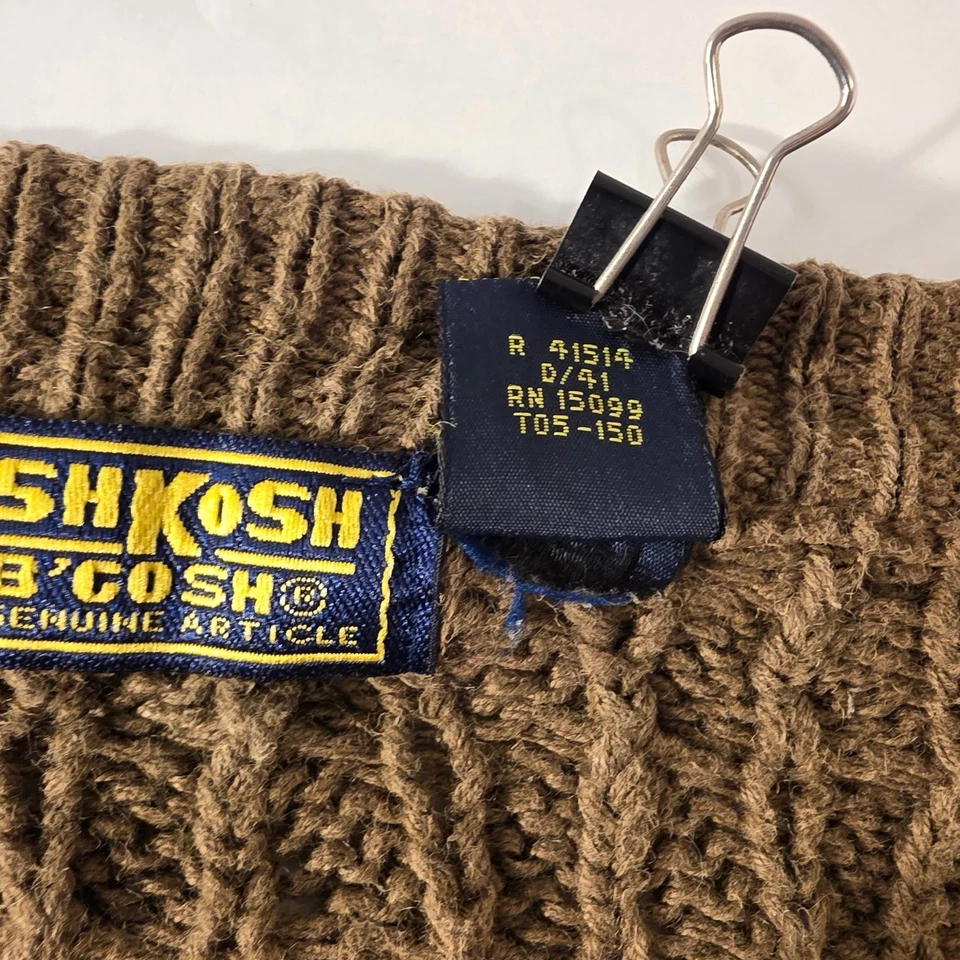 SHKOSH
B'GOSH®
GENUINE ARTICLE
R 41514
D/41
RN 15099
T05-150